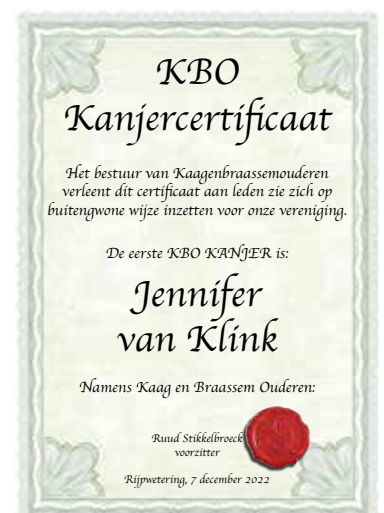 KBO
Kanjercertificaat
Het bestuur van Kaagenbraassemouderen
verleent dit certificaat aan leden zie zich op
buitengwone wijze inzetten voor onze vereniging.
De eerste KBO KANJER is:
Jennifer
van Klink
Namens Kaag en Braassem Ouderen:
Ruud Stikkelbroeck
voorzitter
Rijpwetering, 7 december 2022